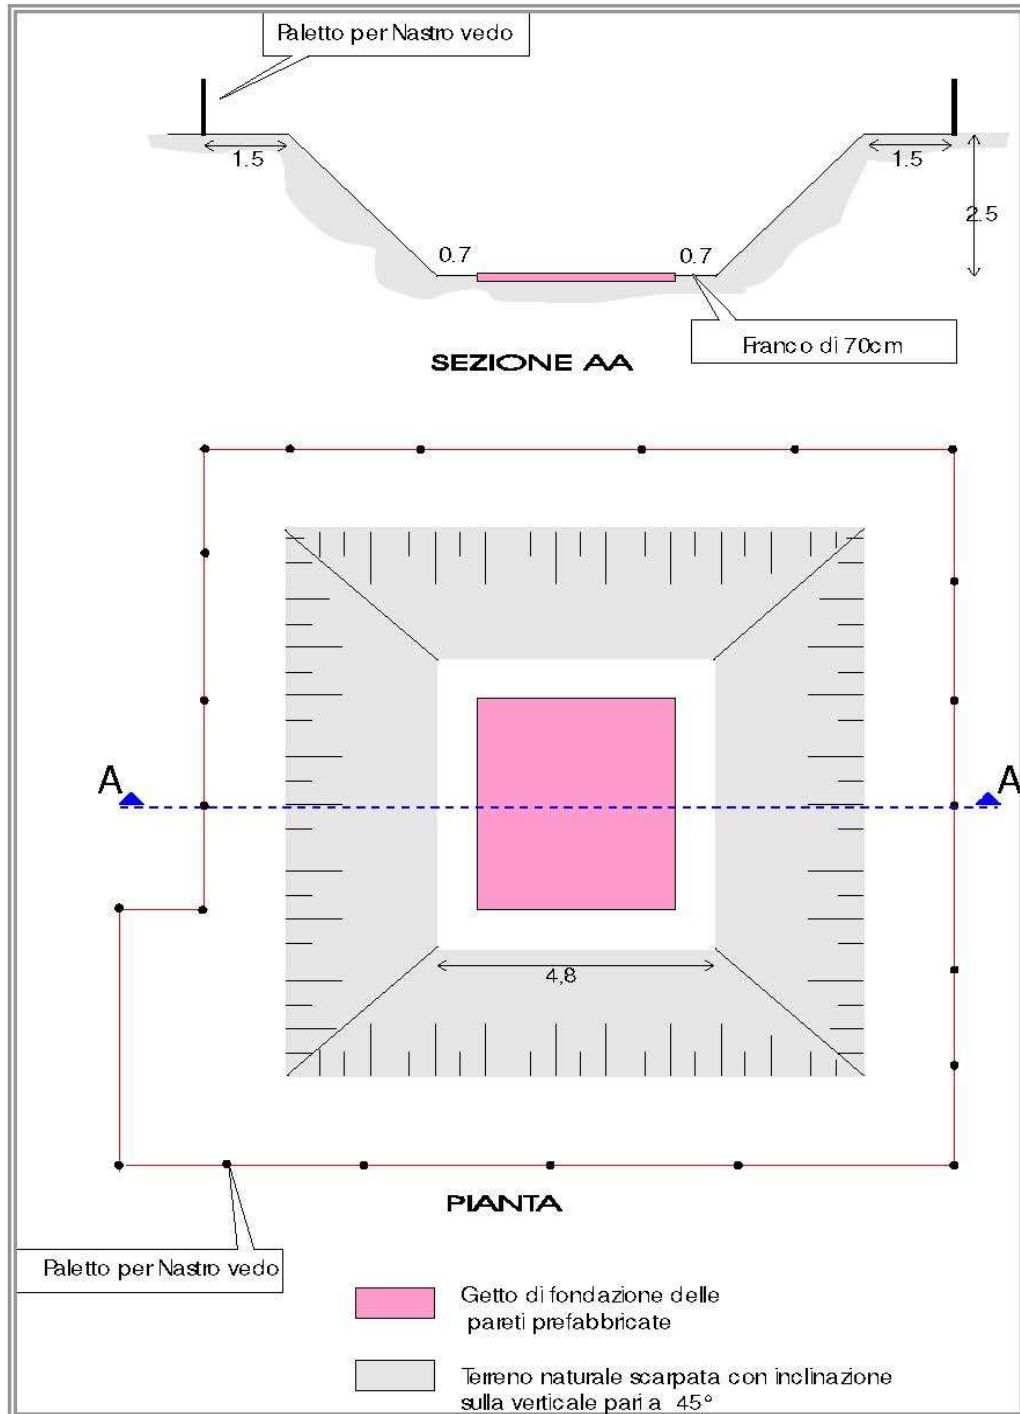 Paletto per Nastro vedo
1.5
1.5
2.5
0.7
0.7
Franco di 70cm
SEZIONE AA
A
A
4,8
PIANTA
Paletto per Nastro vedo
Getto di fondazione delle
pareti prefabbricate
Terreno naturale scarpata con inclinazione
sulla verticale pari a 45°